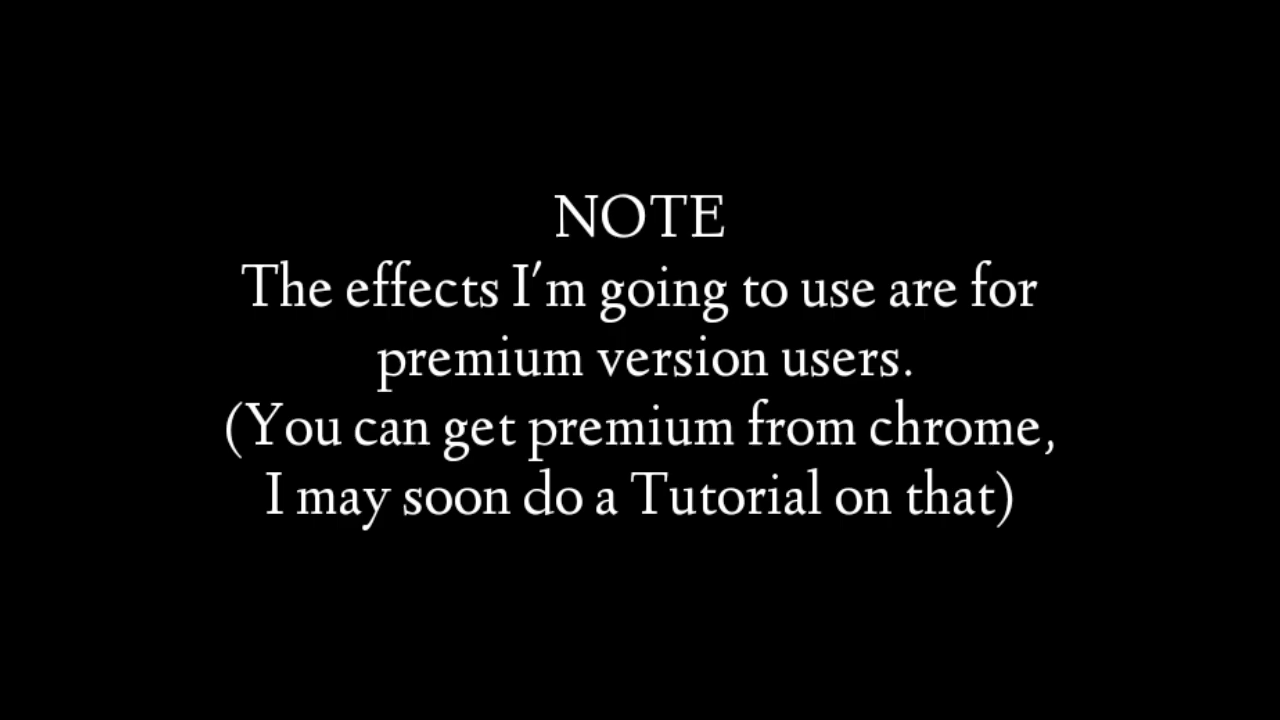 NOTE
The effects I'm going to use are for
premium version users.
(You can get premium from chrome,
I may soon do a Tutorial on that)